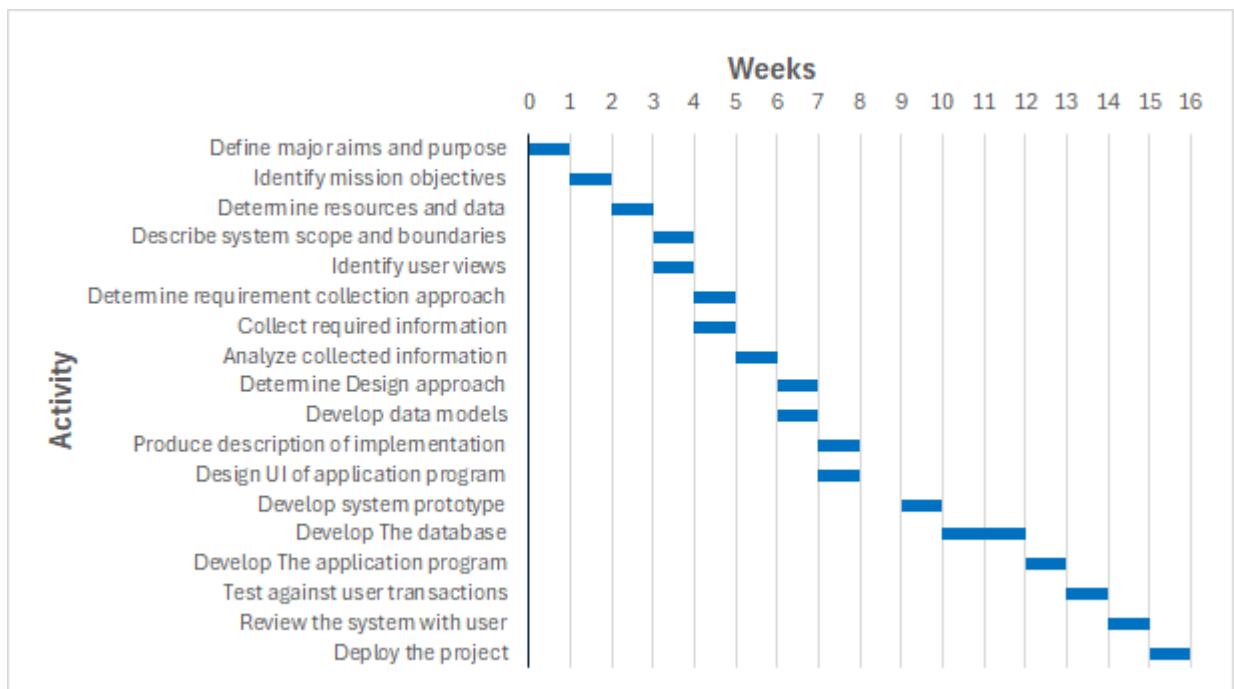 Weeks
0 1 2 3 4 5 6 7 8 9 10 11 12 13 14 15 16
Activity
Define major aims and purpose
Identify mission objectives
Determine resources and data
Describe system scope and boundaries
Identify user views
Determine requirement collection approach
Collect required information
Analyze collected information
Determine Design approach
Develop data models
Produce description of implementation
Design UI of application program
Develop system prototype
Develop The database
Develop The application program
Test against user transactions
Review the system with user
Deploy the project